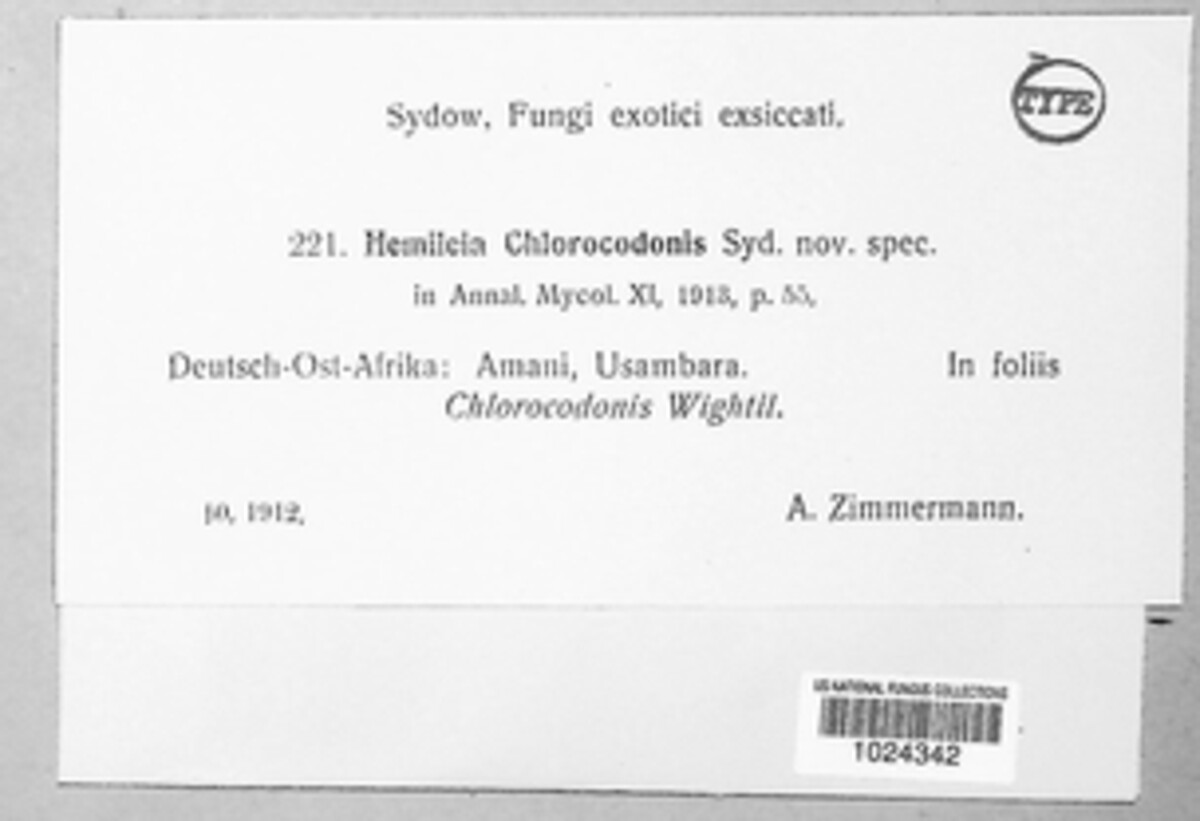 TYPE
Sydow, Fungi exotici exsiccati.
221. Hemileia Chlorocodonis Syd. nov. spec.
in Annal. Mycol. XI, 1913, p. 55.
Deutsch-Ost-Afrika: Amani, Usambara. In foliis
Chlorocodonis Wightii.
10. 1912. A. Zimmermann.
US NATIONAL FUNGUS COLLECTIONS
1024342